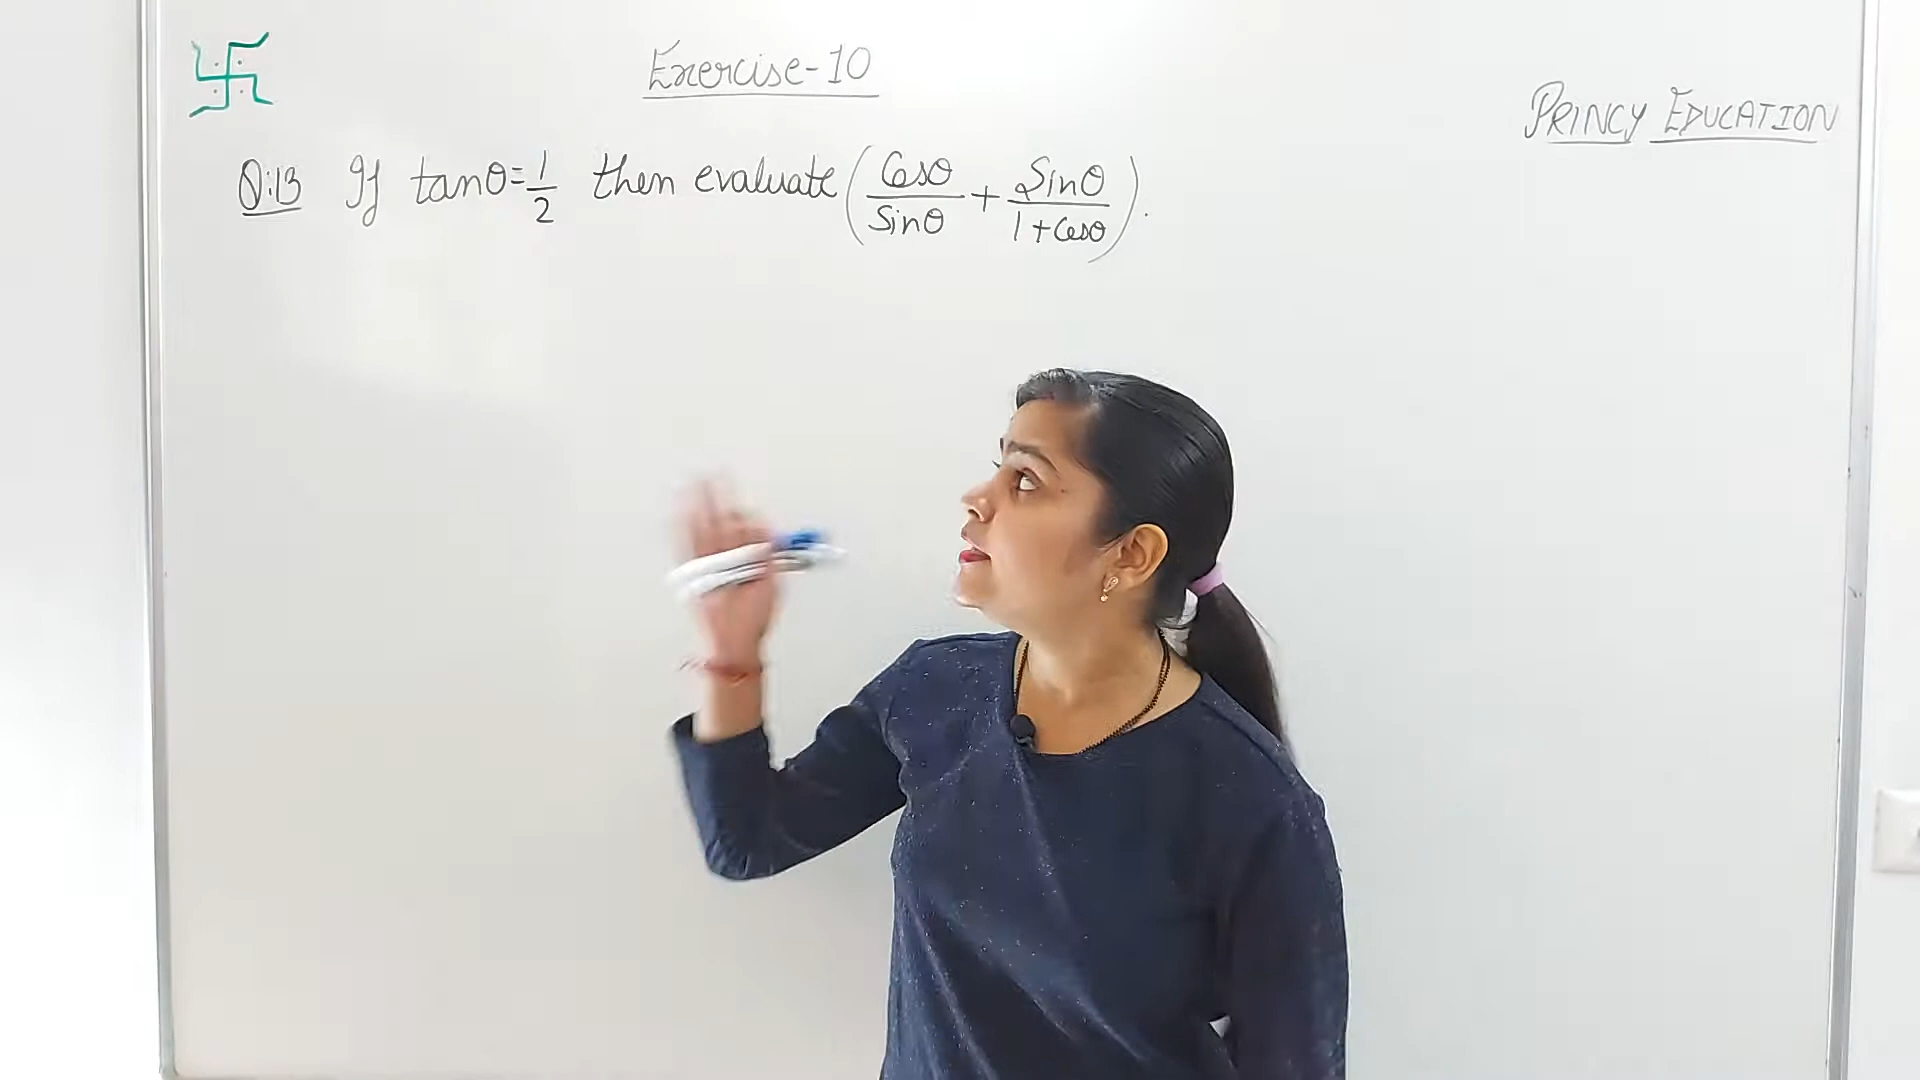 Exercise-10
PRINCY EDUCATION
Q:13 If tanθ=1/2 then evaluate (Cosθ/Sinθ + Sinθ/1+Cosθ).